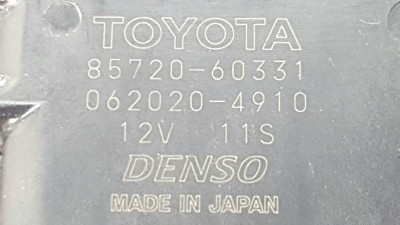 TOYOTA
85720-60331
062020-4910
12V 11S
DENSO
MADE IN JAPAN